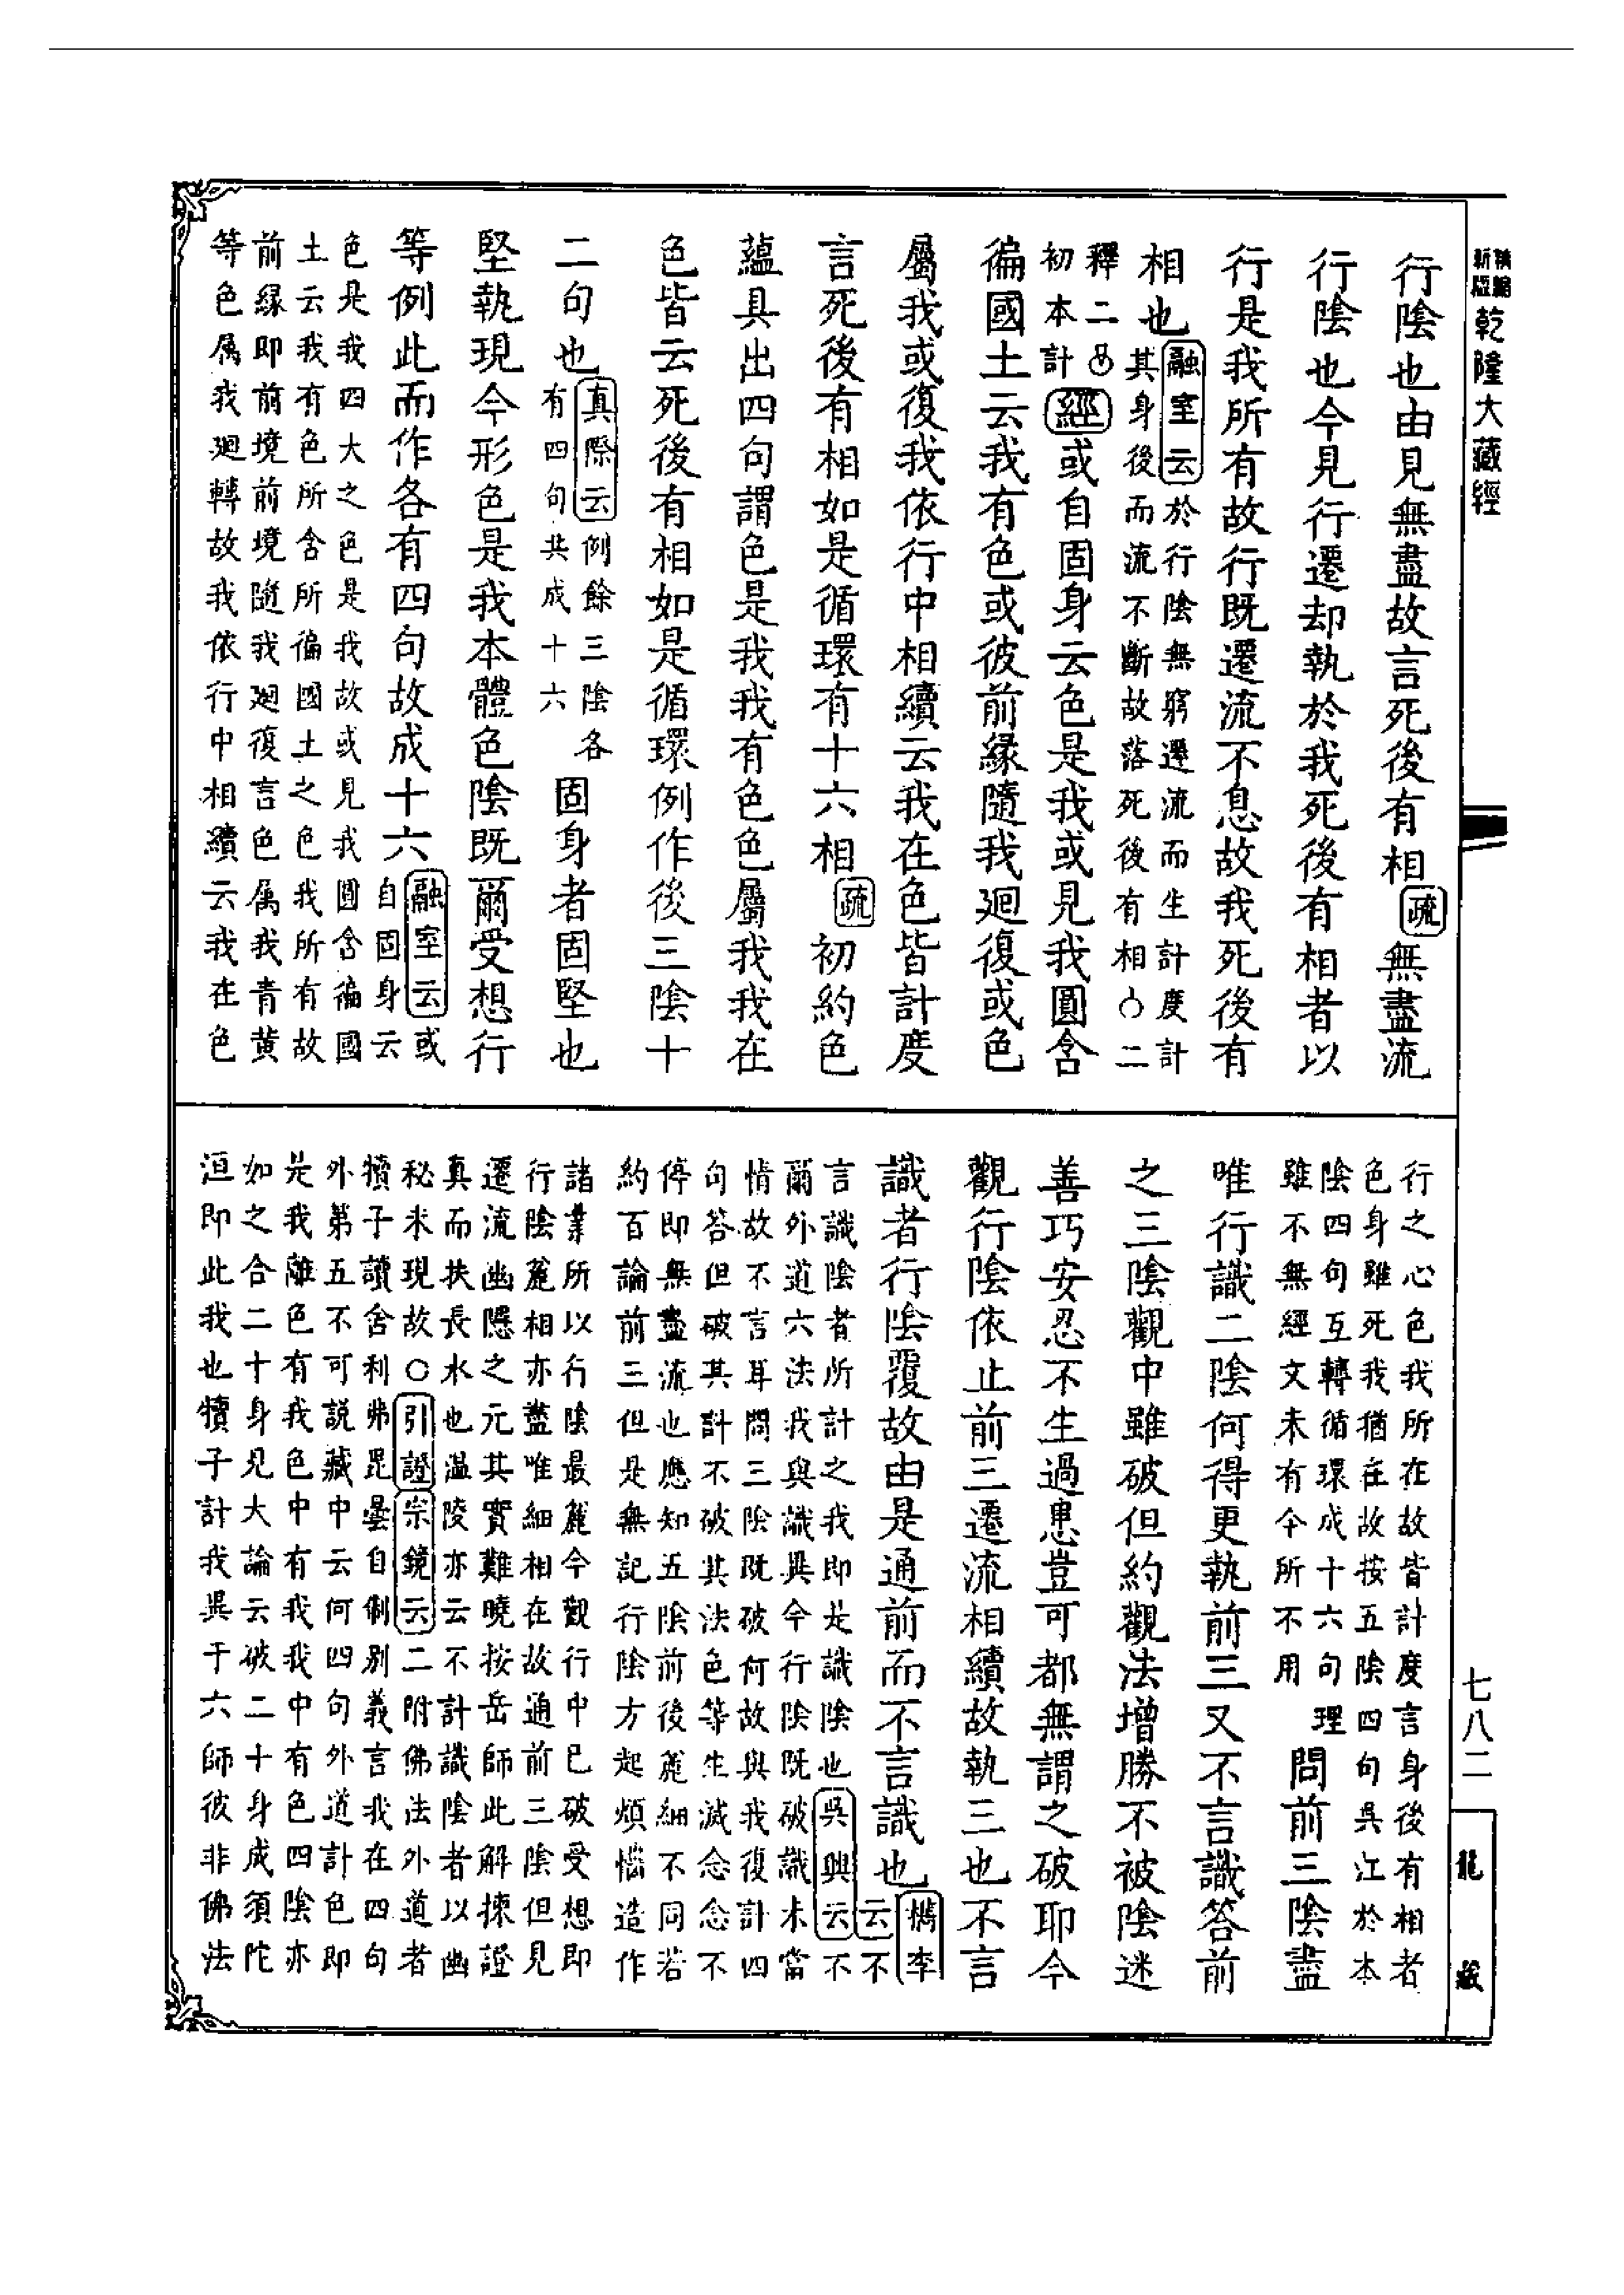 乾隆大藏經
行陰也由見無盡故言死後有相疏無盡流
行陰也今見行遷却執於我死後有相者以
行是我所有故行既遷流不息故我死後有
相也融室云於行陰無窮遷流而生計度計
其身後而流不斷故落死後有相○二
釋二
初本計經或自固身云色是我或見我圓含
徧國土云我有色或彼前緣隨我迴復或色
屬我或復我依行中相續云我在色皆計度
言死後有相如是循環有十六相疏初約色
蘊具出四句謂色是我我有色色屬我我在
色皆云死後有相如是循環例作後三陰十
二句也真際云例餘三陰各
有四句共成十六
固身者固堅也
堅執現今形色是我本體色陰既爾受想行
等例此而作各有四句故成十六融室云或
自固身云
色是我四大之色是我故或見我圓含徧國
土云我有色所含所徧國土之色我所有故
前緣即前境前境隨我迴復言色属我青黄
等色属我迴轉故我依行中相續云我在色
行之心色我所在故皆計度言身後有相者
色身雖死我猶在故按五陰四句吳江於本
陰四句互轉循環成十六句理
雖不無經文未有今所不用
問前三陰盡
唯行識二陰何得更執前三又不言識答前
之三陰觀中雖破但約觀法增勝不被陰迷
善巧安忍不生過患豈可都無謂之破耶今
觀行陰依止前三遷流相續故執三也不言
識者行陰覆故由是通前而不言識也檇李
云不
言識陰者所計之我即是識陰也吳興云不
爾外道六法我與識異今行陰既破識未當
情故不言耳問三陰既破何故與我復計四
句答但破其計不破其法色等生滅念念不
停即無盡流也應知五陰前後麄細不同若
約百論前三但是無記行陰方起煩惱造作
諸業所以行陰最麄今觀行中已破受想即
行陰麄相亦盡唯細相在故通前三陰但見
遷流幽隱之元其實難曉按岳師此解揀證
真而扶長水也溫陵亦云不計識陰者以幽
秘未現故○引證宗鏡云二附佛法外道者
犢子讀舍利弗毘曇自制別義言我在四句
外第五不可說藏中云何四句外道計色即
是我離色有我色中有我我中有色四陰亦
如之合二十身見大論云破二十身成須陀
洹即此我也犢子計我異于六師彼非佛法
七八二
龍藏